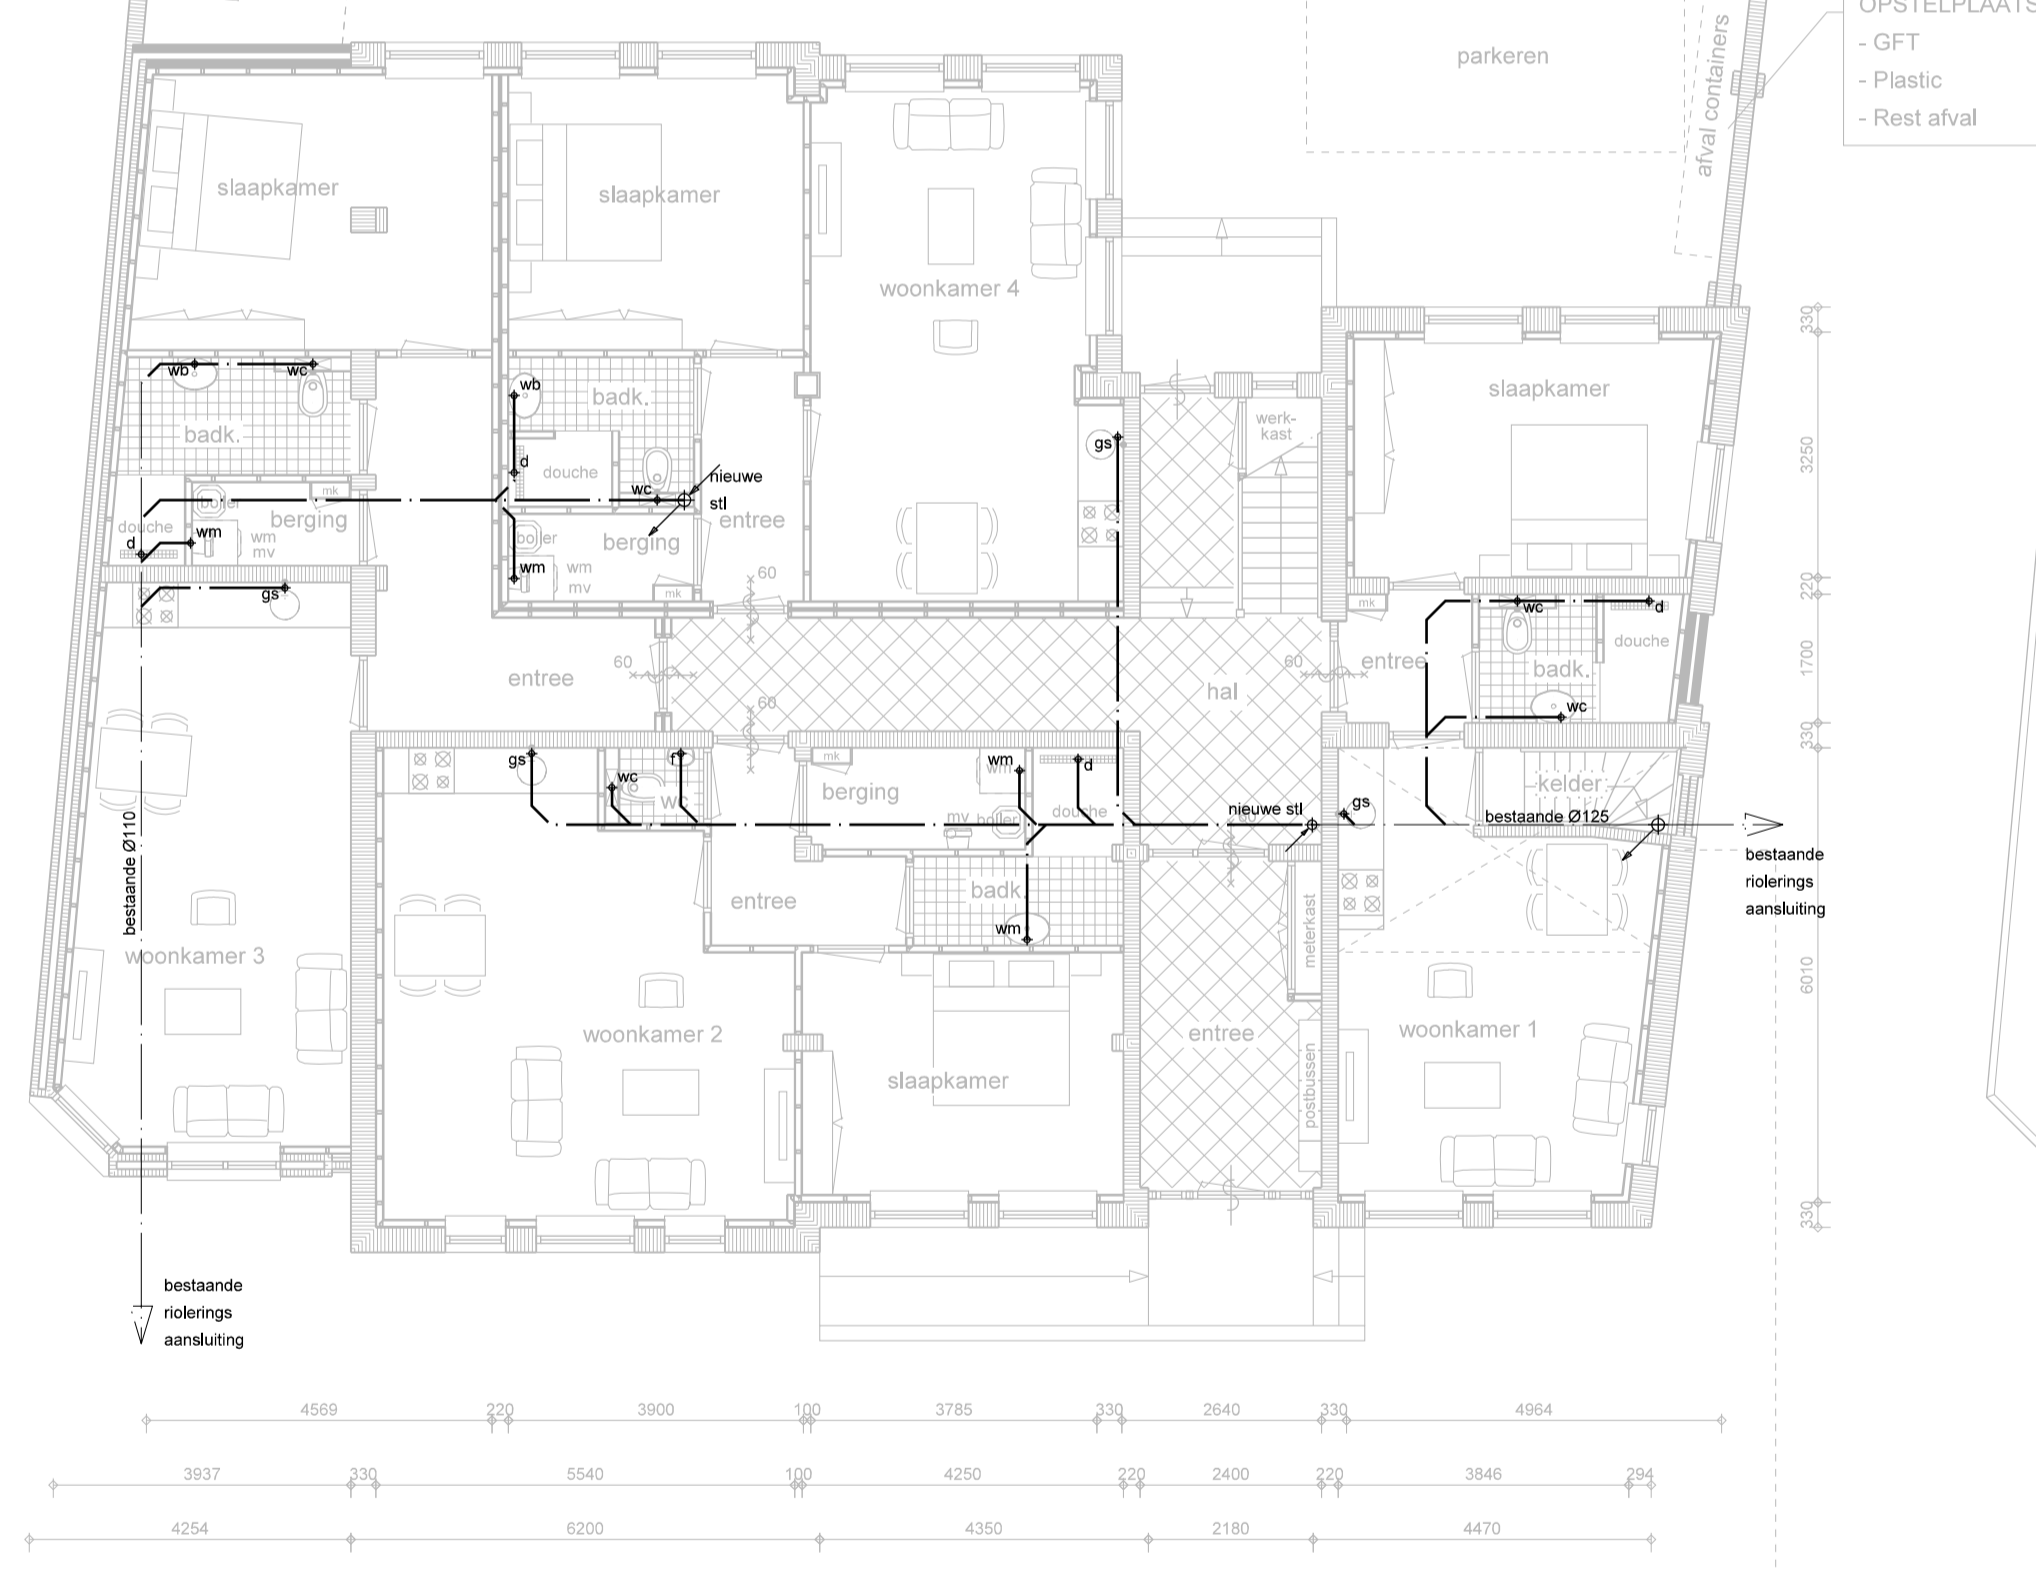 OPSTELPLAATS
- GFT
- Plastic
- Rest afval
parkeren
afval containers
slaapkamer
slaapkamer
woonkamer 4
330
3250
220
1700
330
6010
330
slaapkamer
werk-
kast
wb
wc
badk.
wb
badk.
d
douche
wc
nieuwe
stl
entree
gs
boiler
mk
berging
douche
d
wm
wm
mv
boiler
berging
wm
wm
mv
mk
gs
60
60
60
60
60
entree
hal
mk
entree
wc
d
douche
badk.
wc
gs
wc
wc
f
mk
berging
wm
wm
d
douche
mv
boiler
nieuwe stl
gs
kelder
bestaande Ø125
bestaande
riolerings
aansluiting
bestaande Ø110
entree
badk.
wm
meterkast
woonkamer 3
woonkamer 2
slaapkamer
entree
postbussen
woonkamer 1
bestaande
riolerings
aansluiting
4569
220
3900
100
3785
330
2640
330
4964
3937
330
5540
100
4250
220
2400
220
3846
294
4254
6200
4350
2180
4470